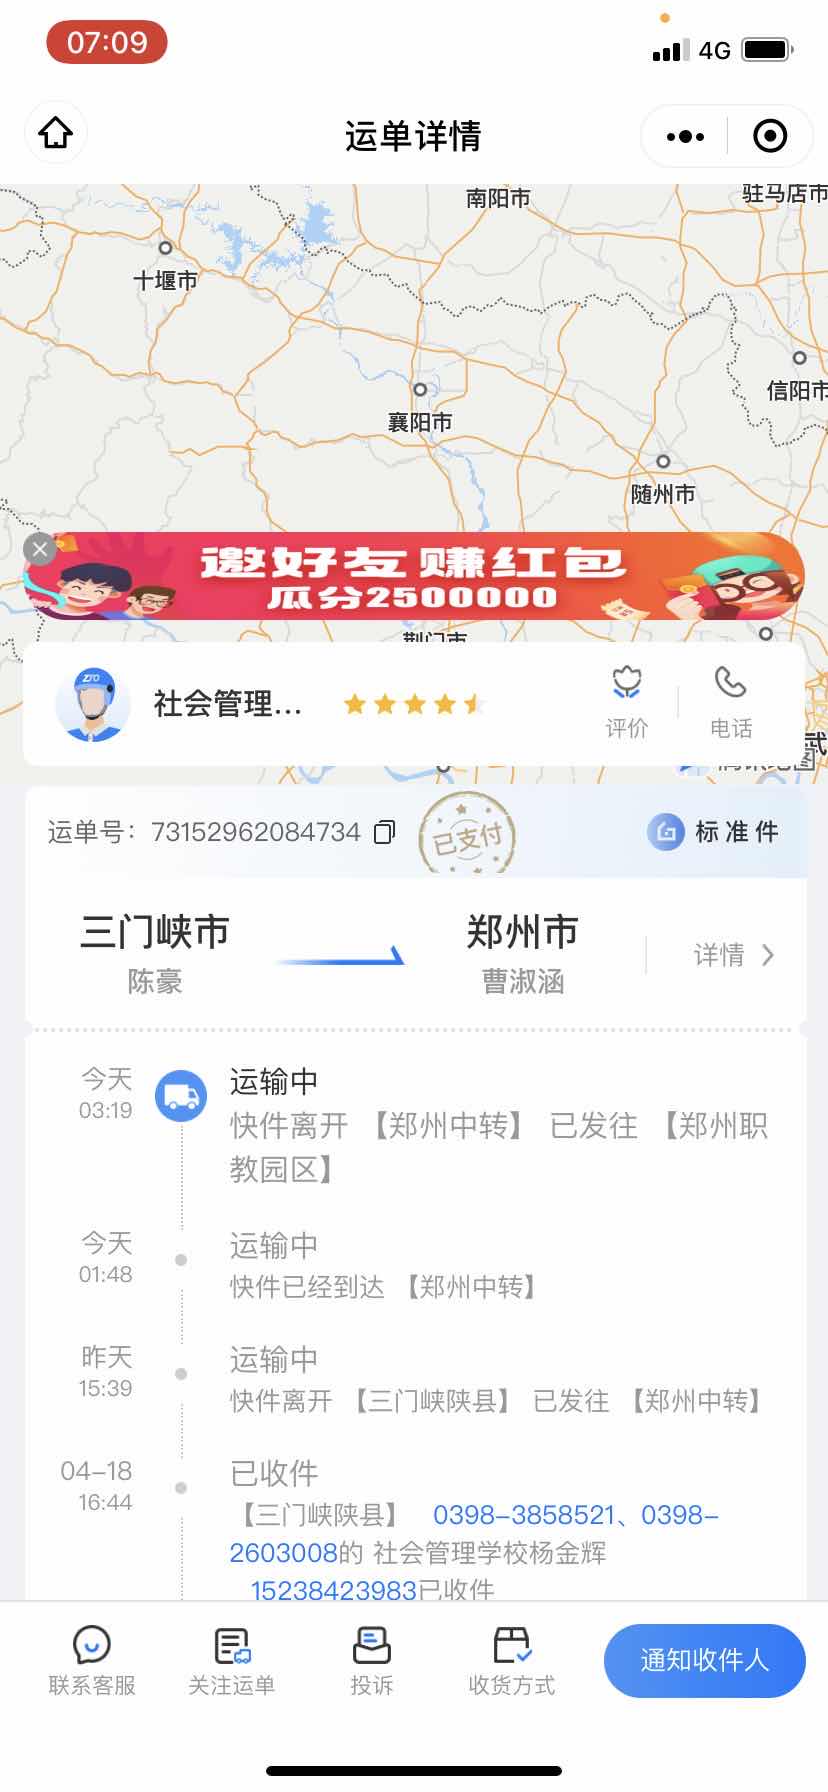 07:09
4G
运单详情
南阳市
驻马店市
十堰市
信阳市
襄阳市
随州市
邀好友赚红包
瓜分2500000
荆门市
ZTO
社会管理...
评价
电话
武
腾讯地图
运单号：73152962084734
已支付
标准件
三门峡市
郑州市
陈豪
曹淑涵
详情
今天
03:19
运输中
快件离开 【郑州中转】 已发往 【郑州职
教园区】
今天
01:48
运输中
快件已经到达 【郑州中转】
昨天
15:39
运输中
快件离开 【三门峡陕县】 已发往 【郑州中转】
04-18
16:44
已收件
【三门峡陕县】 0398-3858521、0398-
2603008的 社会管理学校杨金辉
15238423983已收件
联系客服
关注运单
投诉
收货方式
通知收件人